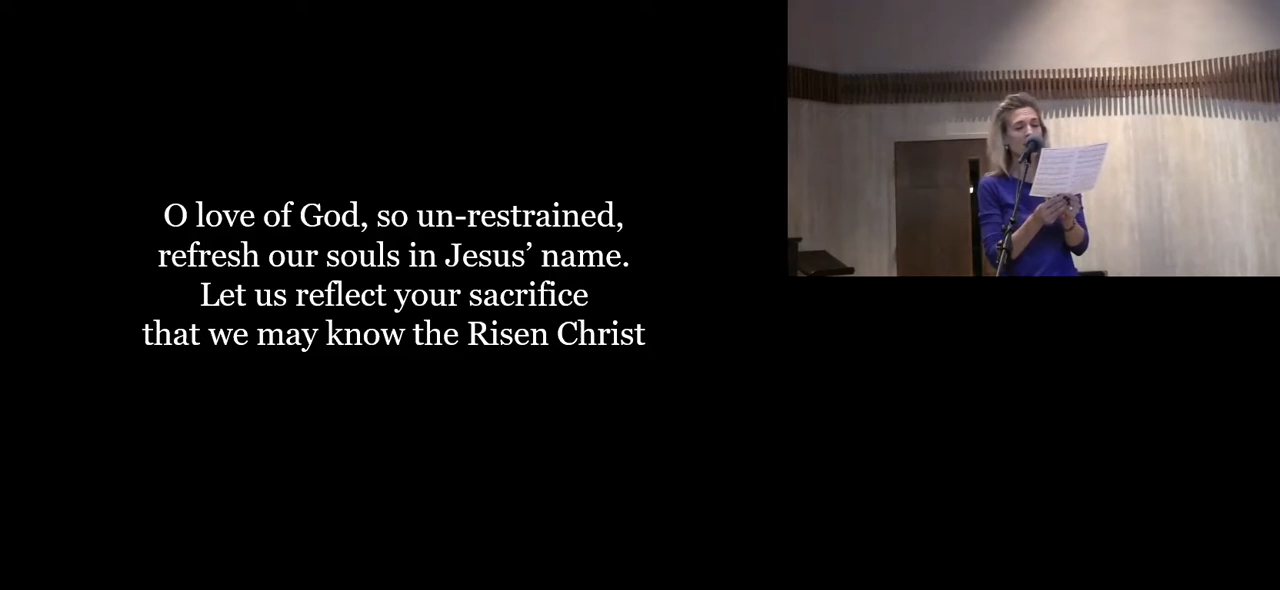 O love of God, so un-restrained,
refresh our souls in Jesus’ name.
Let us reflect your sacrifice
that we may know the Risen Christ